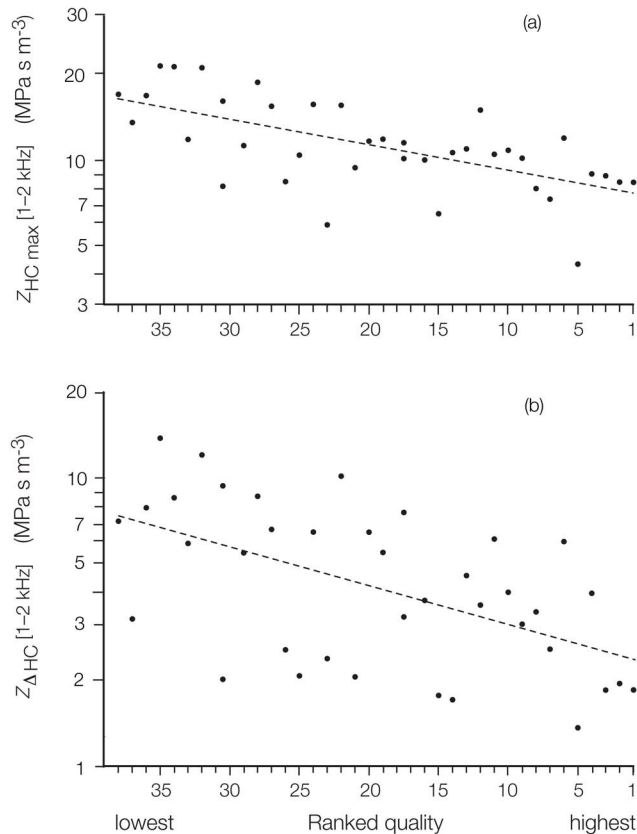 (a)
Z HC max [1–2 kHz] (MPa s m-3)
30
20
10
7
5
3
35 30 25 20 15 10 5 1
(b)
Z Δ HC [1–2 kHz] (MPa s m-3)
20
10
7
5
3
2
1
35 30 25 20 15 10 5 1
lowest Ranked quality highest